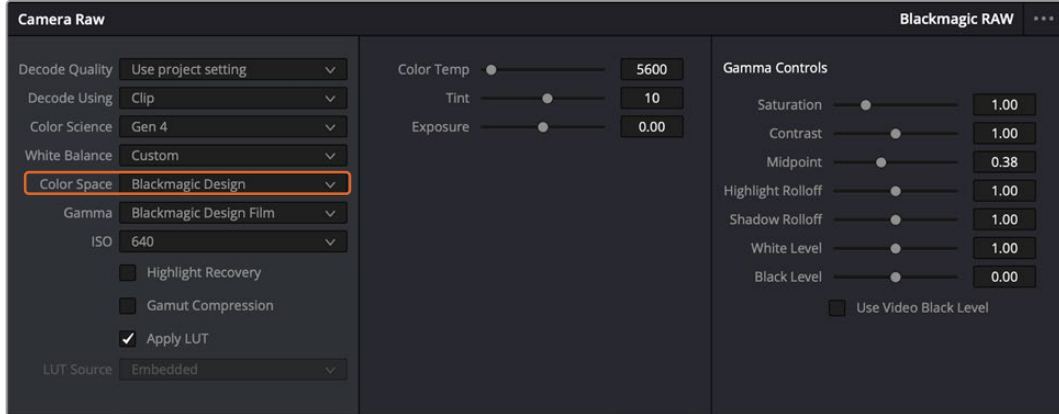 Camera Raw
Blackmagic RAW
Decode Quality Use project setting
Decode Using Clip
Color Science Gen 4
White Balance Custom
Color Space Blackmagic Design
Gamma Blackmagic Design Film
ISO 640
Highlight Recovery
Gamut Compression
Apply LUT
LUT Source Embedded
Color Temp 5600
Tint 10
Exposure 0.00
Gamma Controls
Saturation 1.00
Contrast 1.00
Midpoint 0.38
Highlight Rolloff 1.00
Shadow Rolloff 1.00
White Level 1.00
Black Level 0.00
Use Video Black Level